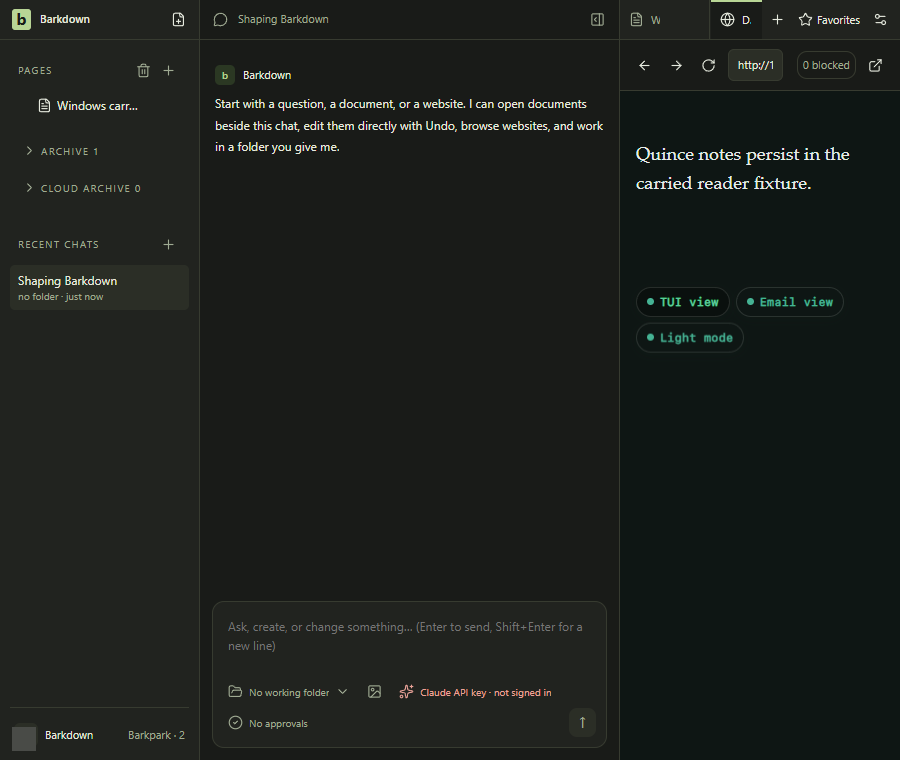 b Barkdown
PAGES
Windows carr...
ARCHIVE 1
CLOUD ARCHIVE 0
RECENT CHATS
Shaping Barkdown
no folder · just now
Barkdown
Barkpark · 2
Shaping Barkdown
b Barkdown
Start with a question, a document, or a website. I can open documents
beside this chat, edit them directly with Undo, browse websites, and work
in a folder you give me.
Ask, create, or change something... (Enter to send, Shift+Enter for a
new line)
No working folder
Claude API key · not signed in
No approvals
W
D.
Favorites
http://1
0 blocked
Quince notes persist in the
carried reader fixture.
TUI view
Email view
Light mode